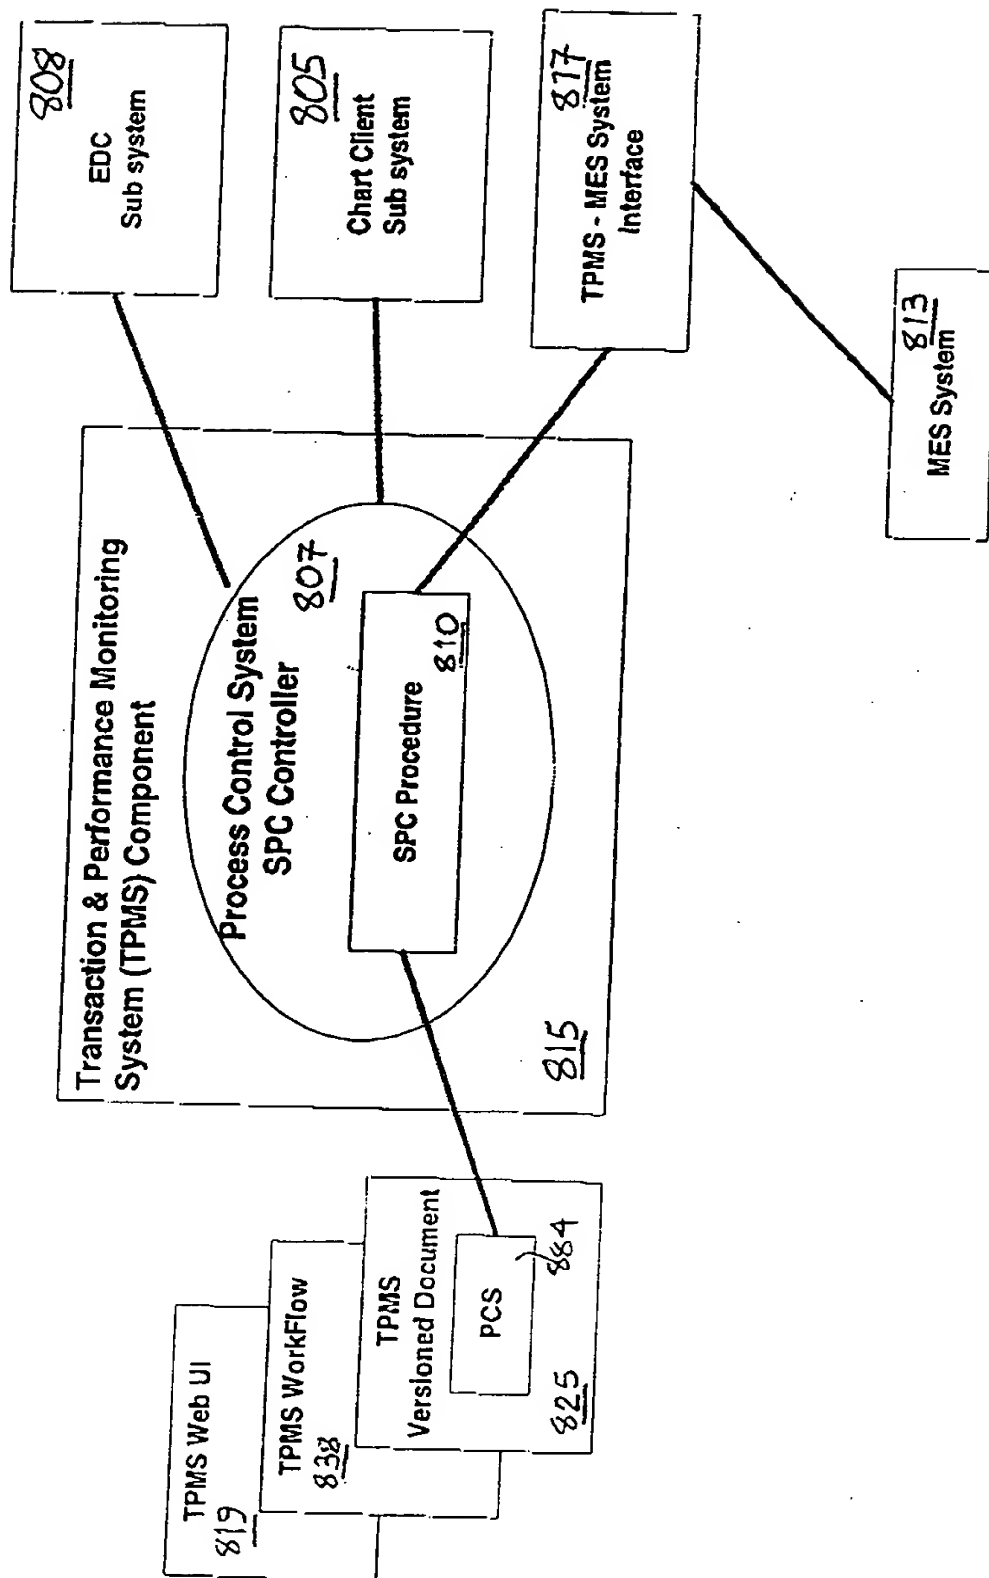 808
EDC
Sub system
805
Chart Client
Sub system
817
TPMS - MES System
Interface
813
MES System
Transaction & Performance Monitoring
System (TPMS) Component
Process Control System
SPC Controller
807
SPC Procedure
810
815
TPMS Web UI
819
TPMS WorkFlow
838
TPMS
Versioned Document
PCS
884
825